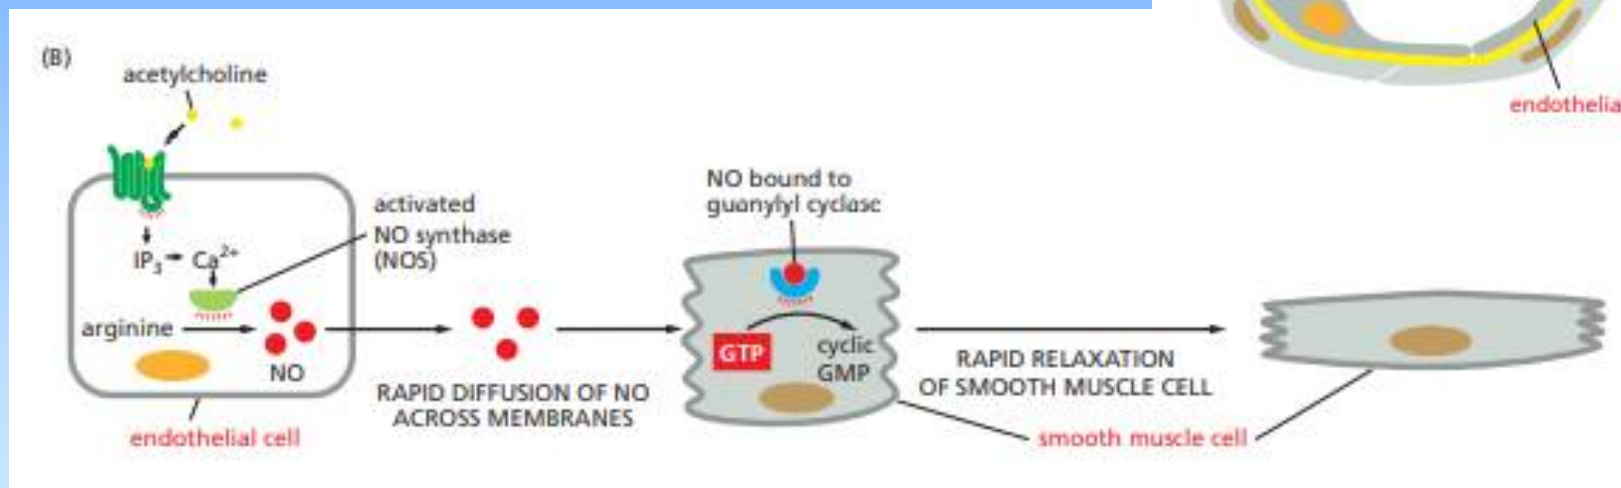 (B)
acetylcholine
activated
NO synthase
(NOS)
IP3 Ca2+
arginine
NO
endothelial cell
RAPID DIFFUSION OF NO
ACROSS MEMBRANES
NO bound to
guanylyl cyclase
GTP
cyclic
GMP
RAPID RELAXATION
OF SMOOTH MUSCLE CELL
smooth muscle cell
endothelia